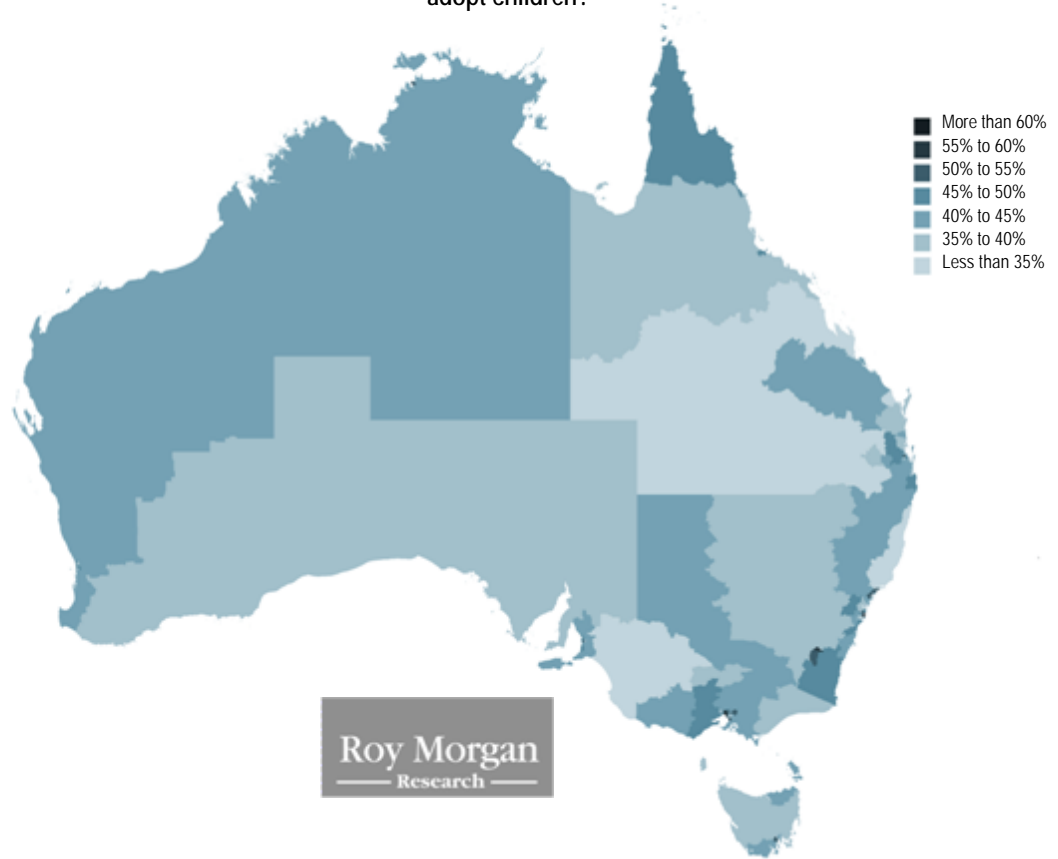 adopt children?
More than 60%
55% to 60%
50% to 55%
45% to 50%
40% to 45%
35% to 40%
Less than 35%
Roy Morgan
Research